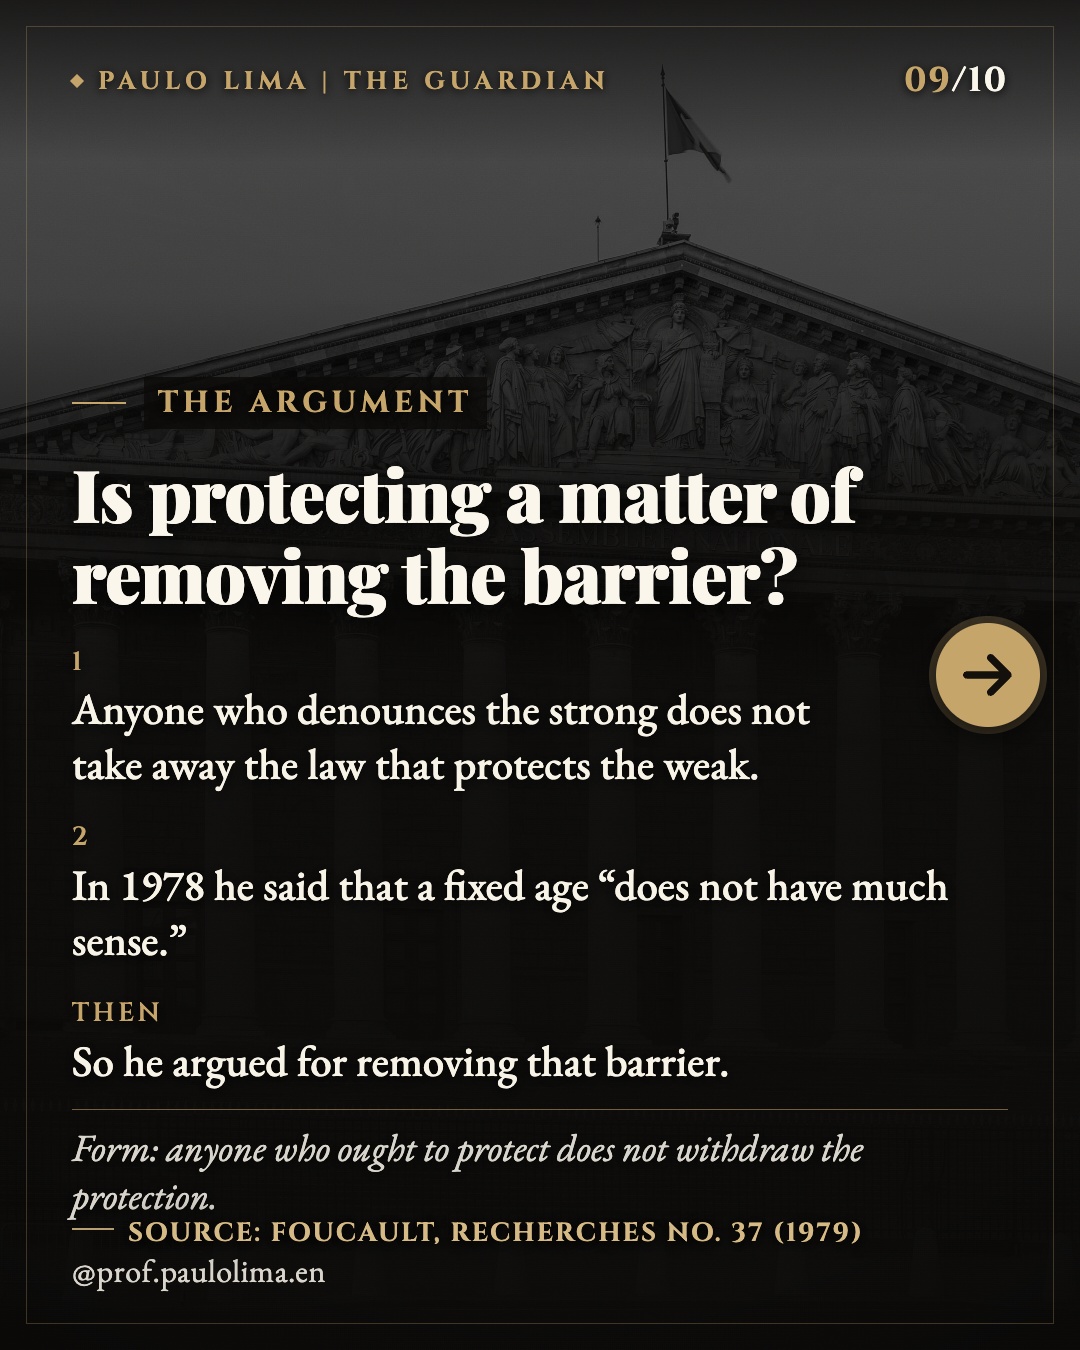 PAULO LIMA | THE GUARDIAN
09/10
THE ARGUMENT
Is protecting a matter of
removing the barrier?
1
Anyone who denounces the strong does not
take away the law that protects the weak.
2
In 1978 he said that a fixed age “does not have much
sense.”
THEN
So he argued for removing that barrier.
Form: anyone who ought to protect does not withdraw the
protection.
SOURCE: FOUCAULT, RECHERCHES NO. 37 (1979)
@prof.paulolima.en